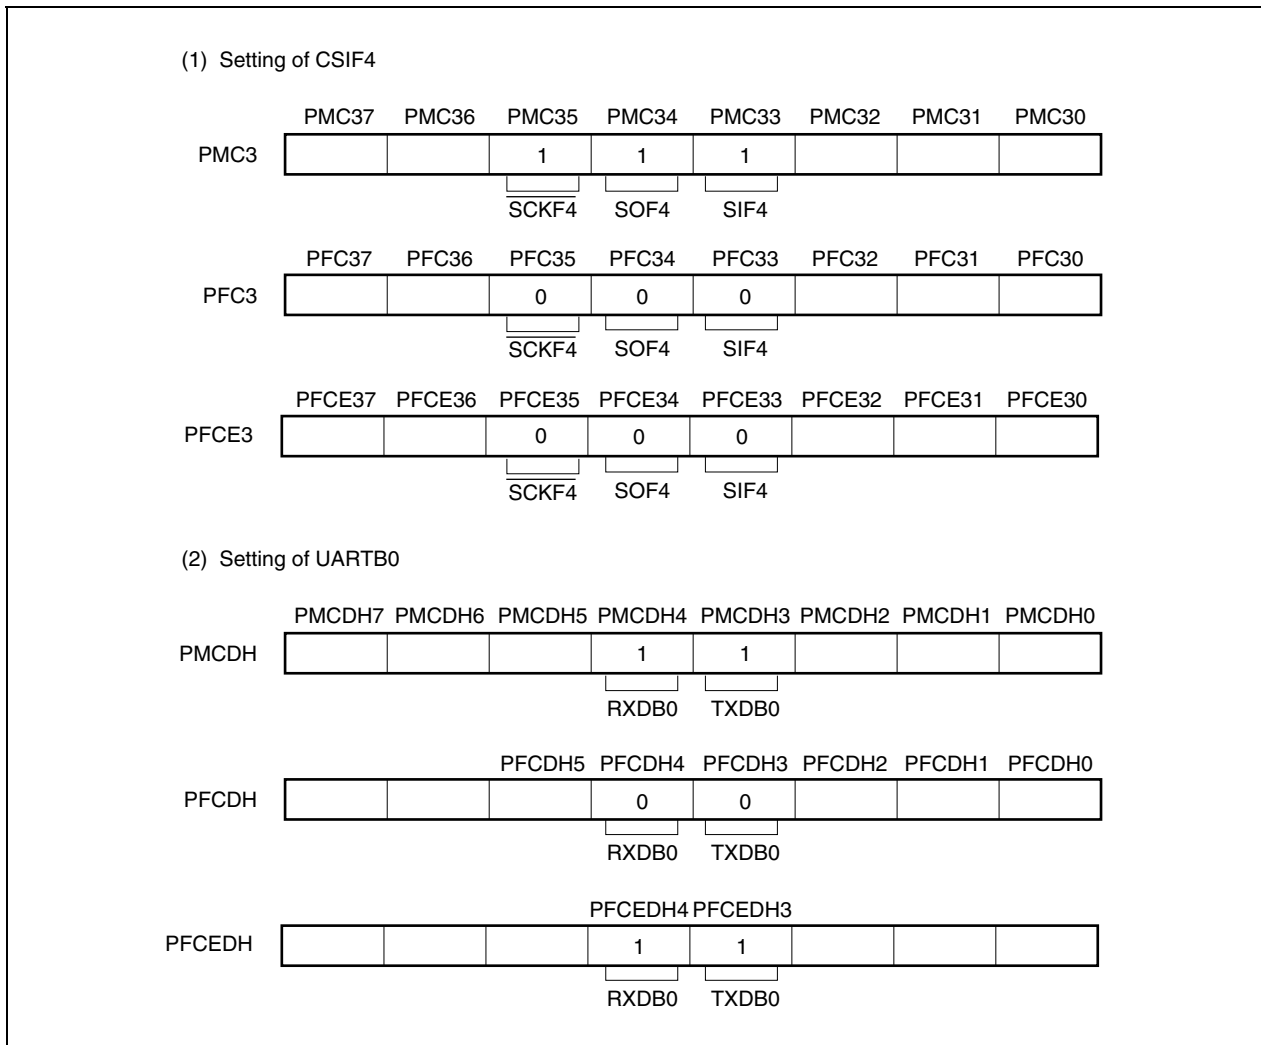 (1) Setting of CSIF4
PMC37 PMC36 PMC35 PMC34 PMC33 PMC32 PMC31 PMC30
PMC3 1 1 1
SCKF4 SOF4 SIF4
PFC37 PFC36 PFC35 PFC34 PFC33 PFC32 PFC31 PFC30
PFC3 0 0 0
SCKF4 SOF4 SIF4
PFCE37 PFCE36 PFCE35 PFCE34 PFCE33 PFCE32 PFCE31 PFCE30
PFCE3 0 0 0
SCKF4 SOF4 SIF4
(2) Setting of UARTB0
PMCDH7 PMCDH6 PMCDH5 PMCDH4 PMCDH3 PMCDH2 PMCDH1 PMCDH0
PMCDH 1 1
RXDB0 TXDB0
PFCDH5 PFCDH4 PFCDH3 PFCDH2 PFCDH1 PFCDH0
PFCDH 0 0
RXDB0 TXDB0
PFCEDH4 PFCEDH3
PFCEDH 1 1
RXDB0 TXDB0